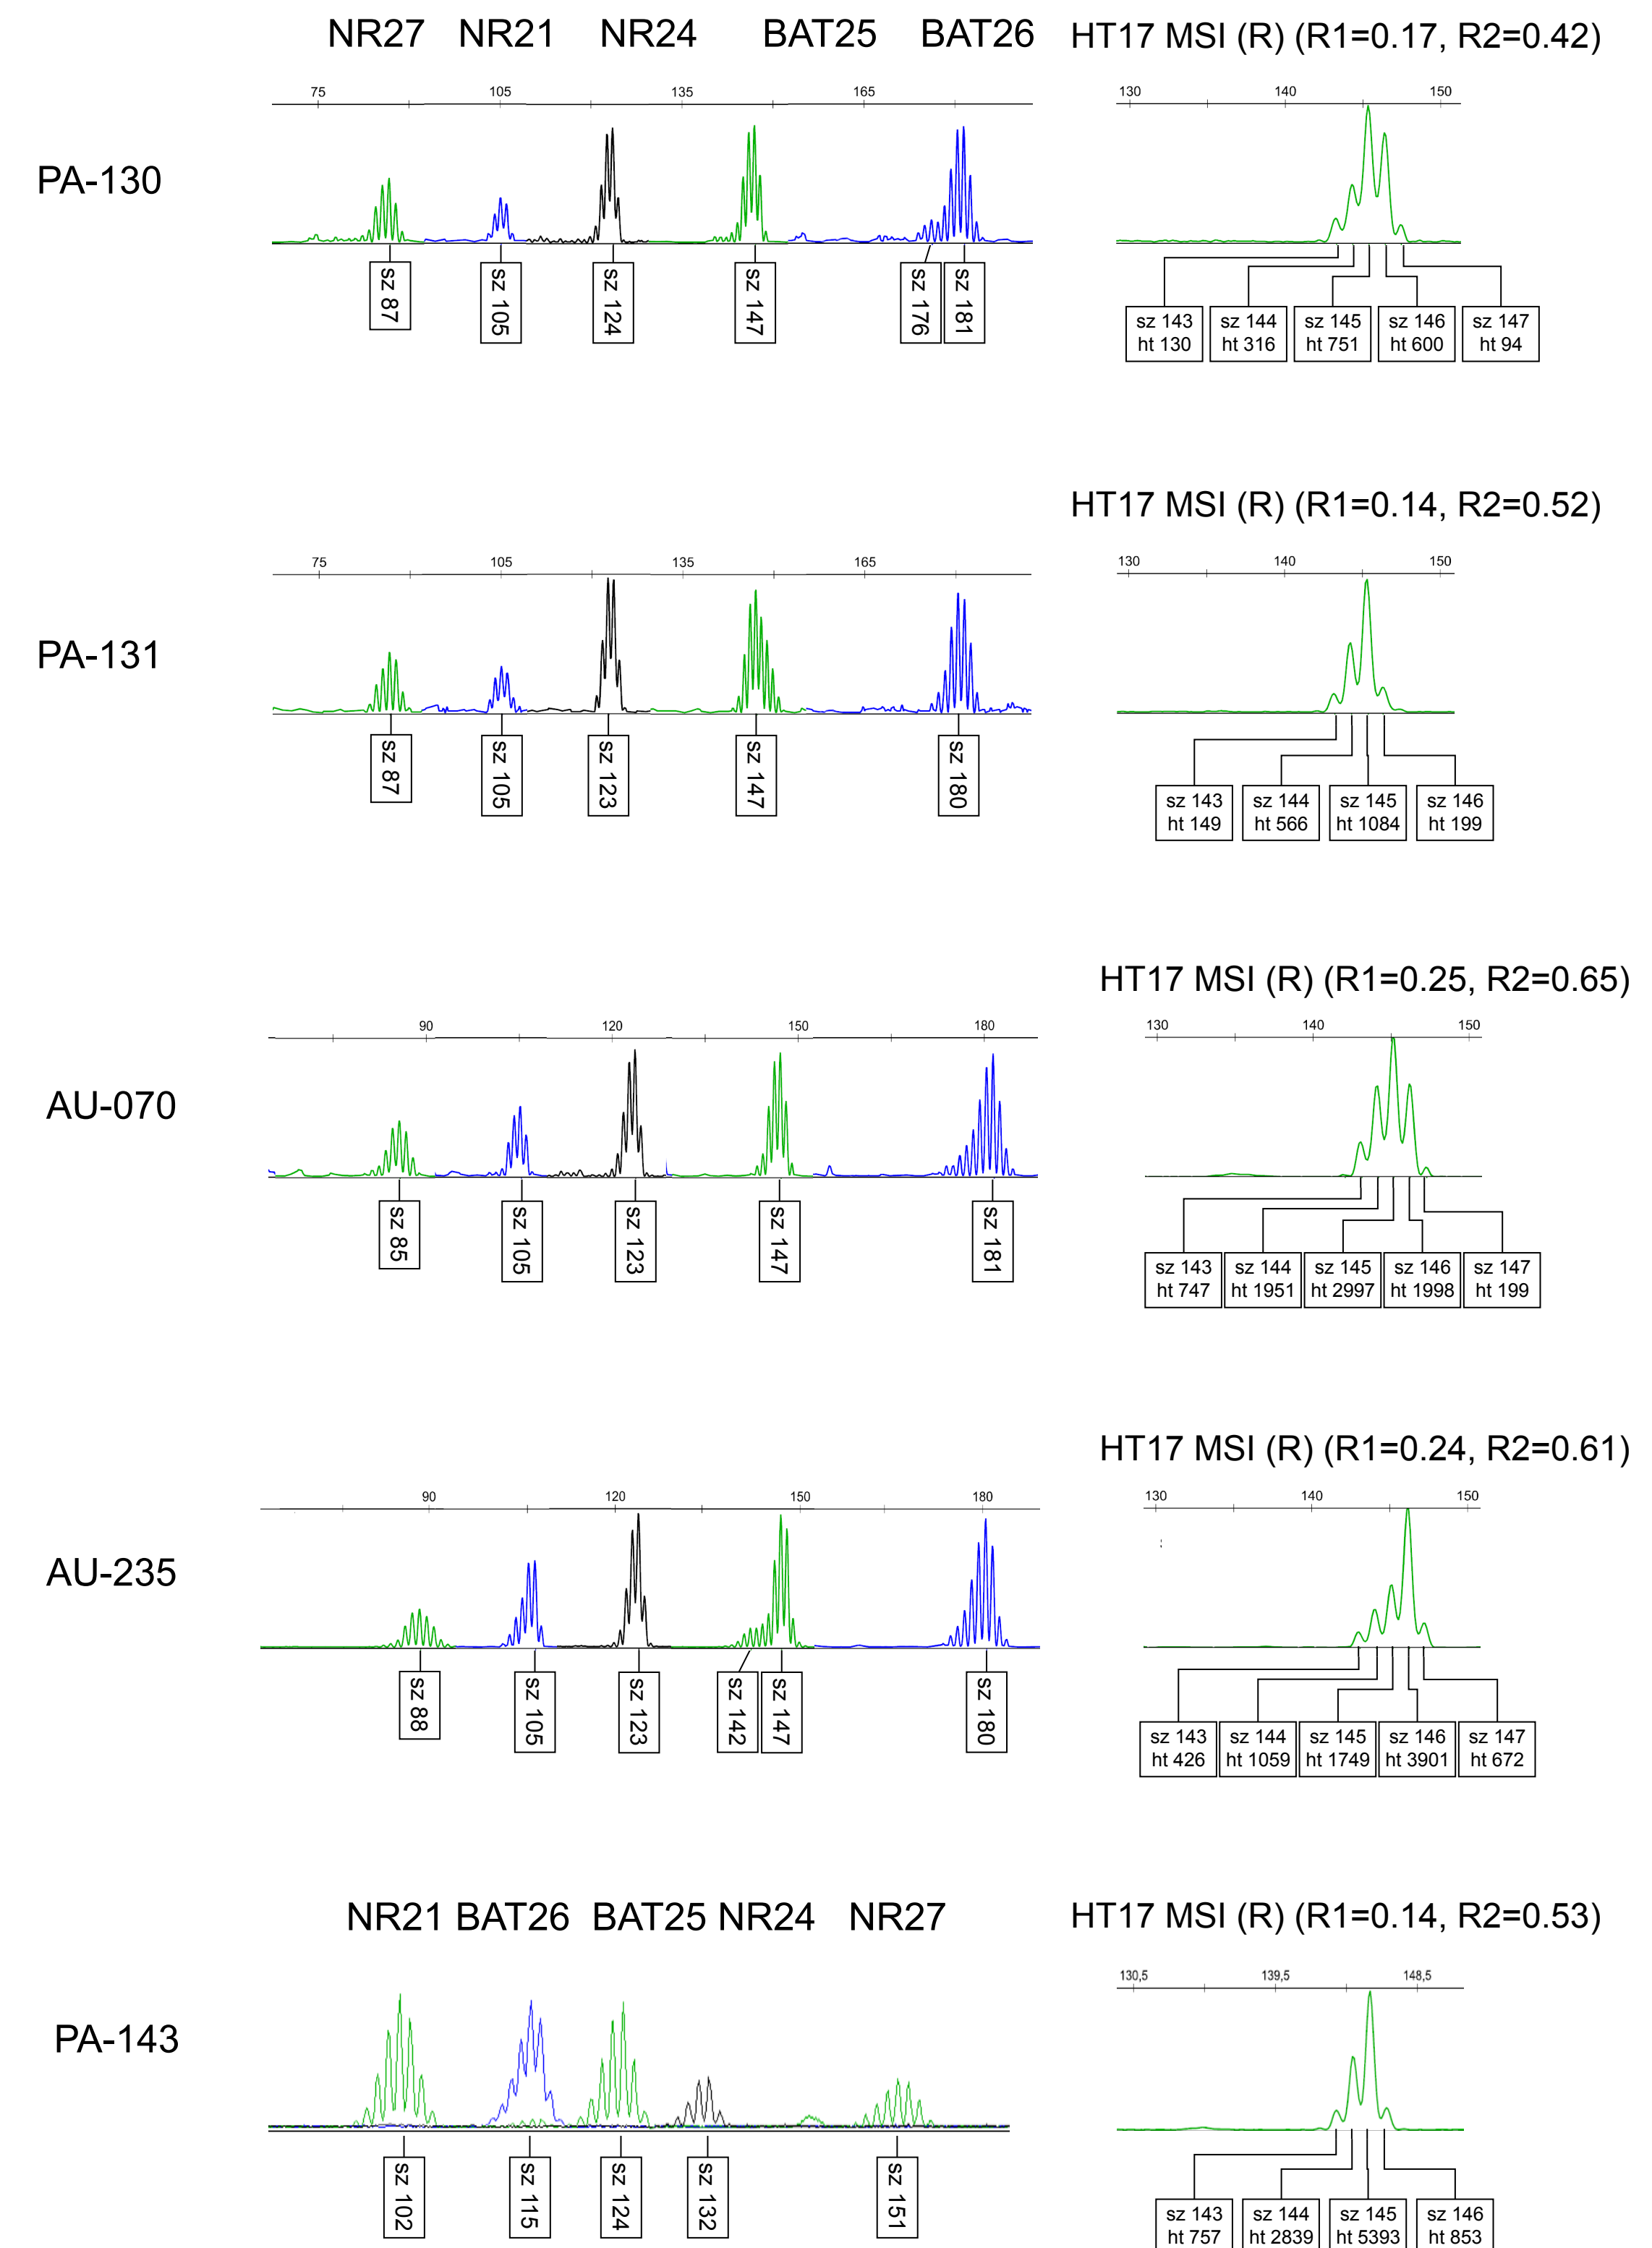 NR27 NR21 NR24 BAT25 BAT26 HT17 MSI (R) (R1=0.17, R2=0.42)
75 105 135 165 130 140 150
PA-130
sz 87 sz 105 sz 124 sz 147 sz 176 sz 181
sz 143 sz 144 sz 145 sz 146 sz 147
ht 130 ht 316 ht 751 ht 600 ht 94
HT17 MSI (R) (R1=0.14, R2=0.52)
75 105 135 165 130 140 150
PA-131
sz 87 sz 105 sz 123 sz 147 sz 180
sz 143 sz 144 sz 145 sz 146
ht 149 ht 566 ht 1084 ht 199
HT17 MSI (R) (R1=0.25, R2=0.65)
90 120 150 180 130 140 150
AU-070
sz 85 sz 105 sz 123 sz 147 sz 181
sz 143 sz 144 sz 145 sz 146 sz 147
ht 747 ht 1951 ht 2997 ht 1998 ht 199
HT17 MSI (R) (R1=0.24, R2=0.61)
90 120 150 180 130 140 150
AU-235
sz 88 sz 105 sz 123 sz 142 sz 147 sz 180
sz 143 sz 144 sz 145 sz 146 sz 147
ht 426 ht 1059 ht 1749 ht 3901 ht 672
NR21 BAT26 BAT25 NR24 NR27 HT17 MSI (R) (R1=0.14, R2=0.53)
130,5 139,5 148,5
PA-143
sz 102 sz 115 sz 124 sz 132 sz 151
sz 143 sz 144 sz 145 sz 146
ht 757 ht 2839 ht 5393 ht 853